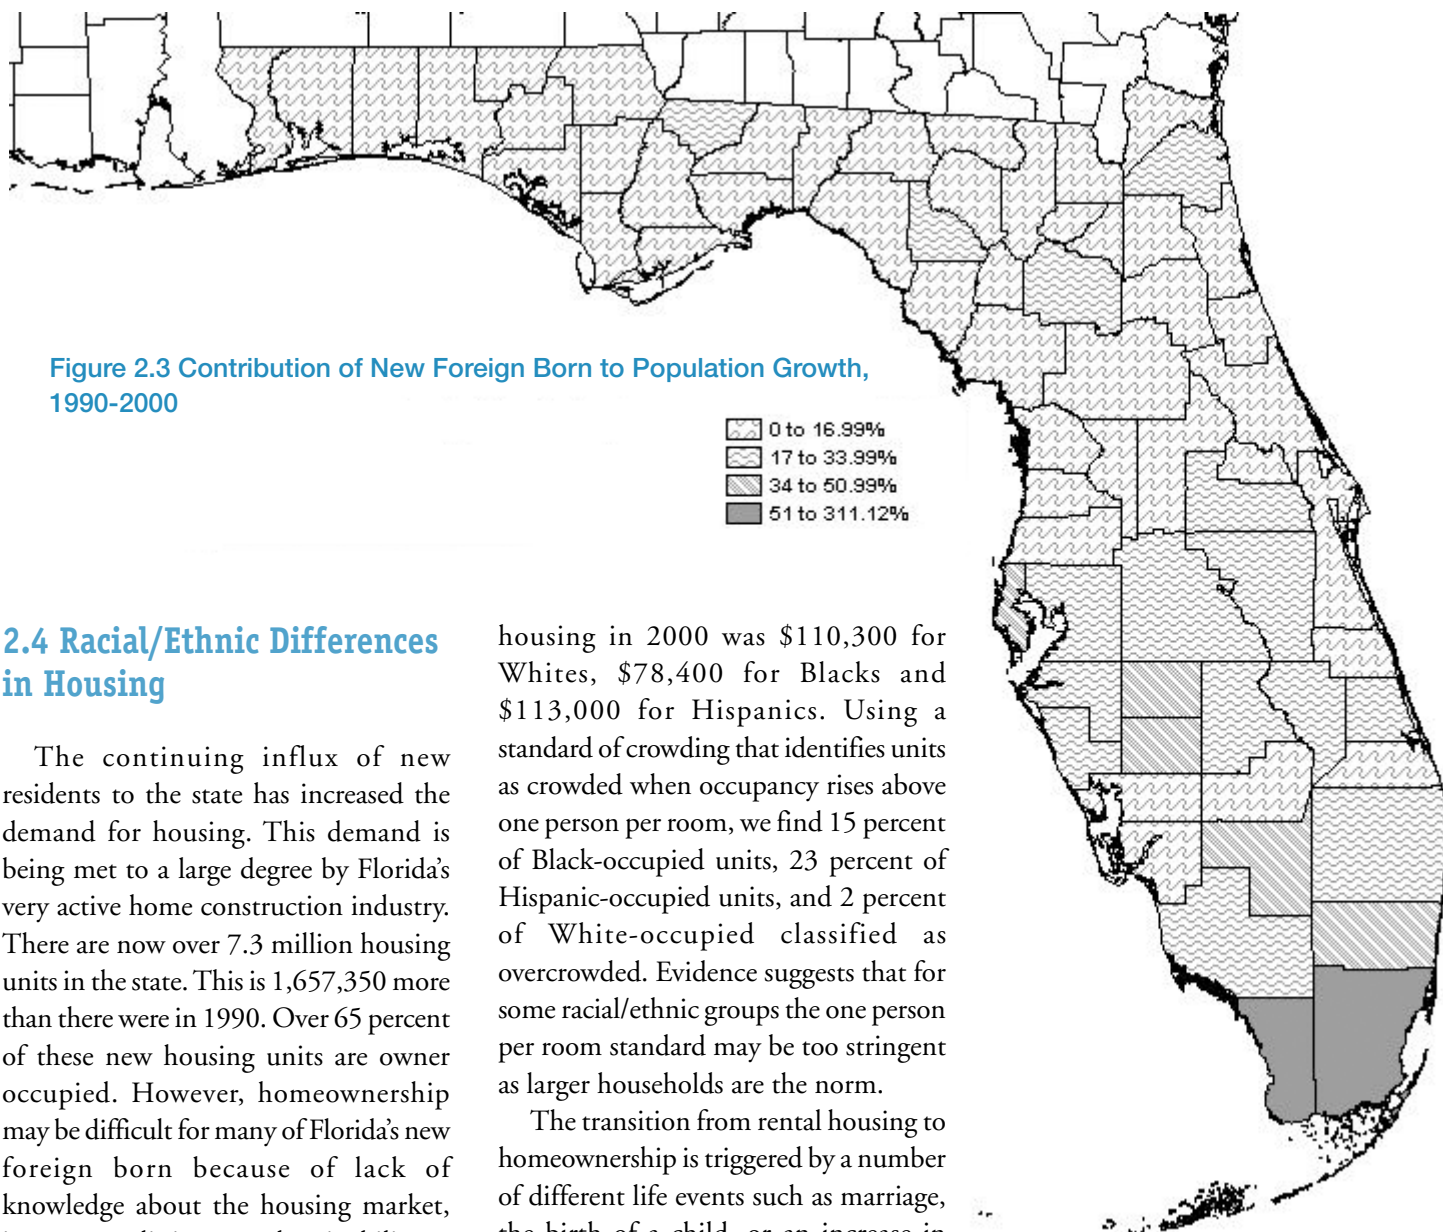 Figure 2.3 Contribution of New Foreign Born to Population Growth,
1990-2000
0 to 16.99%
17 to 33.99%
34 to 50.99%
51 to 311.12%
2.4 Racial/Ethnic Differences
in Housing
The continuing influx of new
residents to the state has increased the
demand for housing. This demand is
being met to a large degree by Florida's
very active home construction industry.
There are now over 7.3 million housing
units in the state. This is 1,657,350 more
than there were in 1990. Over 65 percent
of these new housing units are owner
occupied. However, homeownership
may be difficult for many of Florida's new
foreign born because of lack of
knowledge about the housing market,
housing in 2000 was $110,300 for
Whites, $78,400 for Blacks and
$113,000 for Hispanics. Using a
standard of crowding that identifies units
as crowded when occupancy rises above
one person per room, we find 15 percent
of Black-occupied units, 23 percent of
Hispanic-occupied units, and 2 percent
of White-occupied classified as
overcrowded. Evidence suggests that for
some racial/ethnic groups the one person
per room standard may be too stringent
as larger households are the norm.
The transition from rental housing to
homeownership is triggered by a number
of different life events such as marriage,
the birth of a child, or an increase in